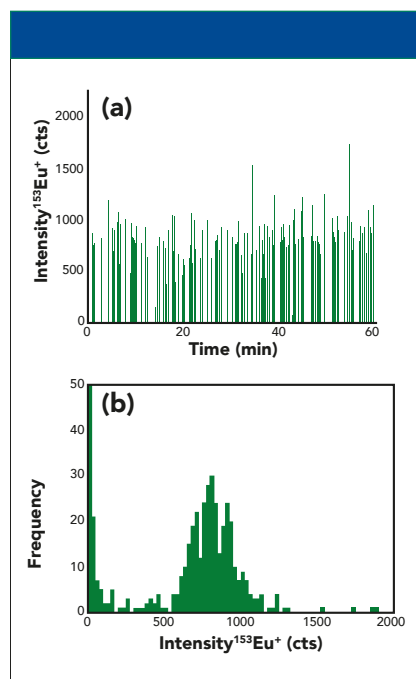 (a)
2000
1500
1000
500
0
Intensity¹⁵³Eu⁺ (cts)
0 20 40 60
Time (min)
(b)
50
40
30
20
10
0
Frequency
0 500 1000 1500 2000
Intensity¹⁵³Eu⁺ (cts)